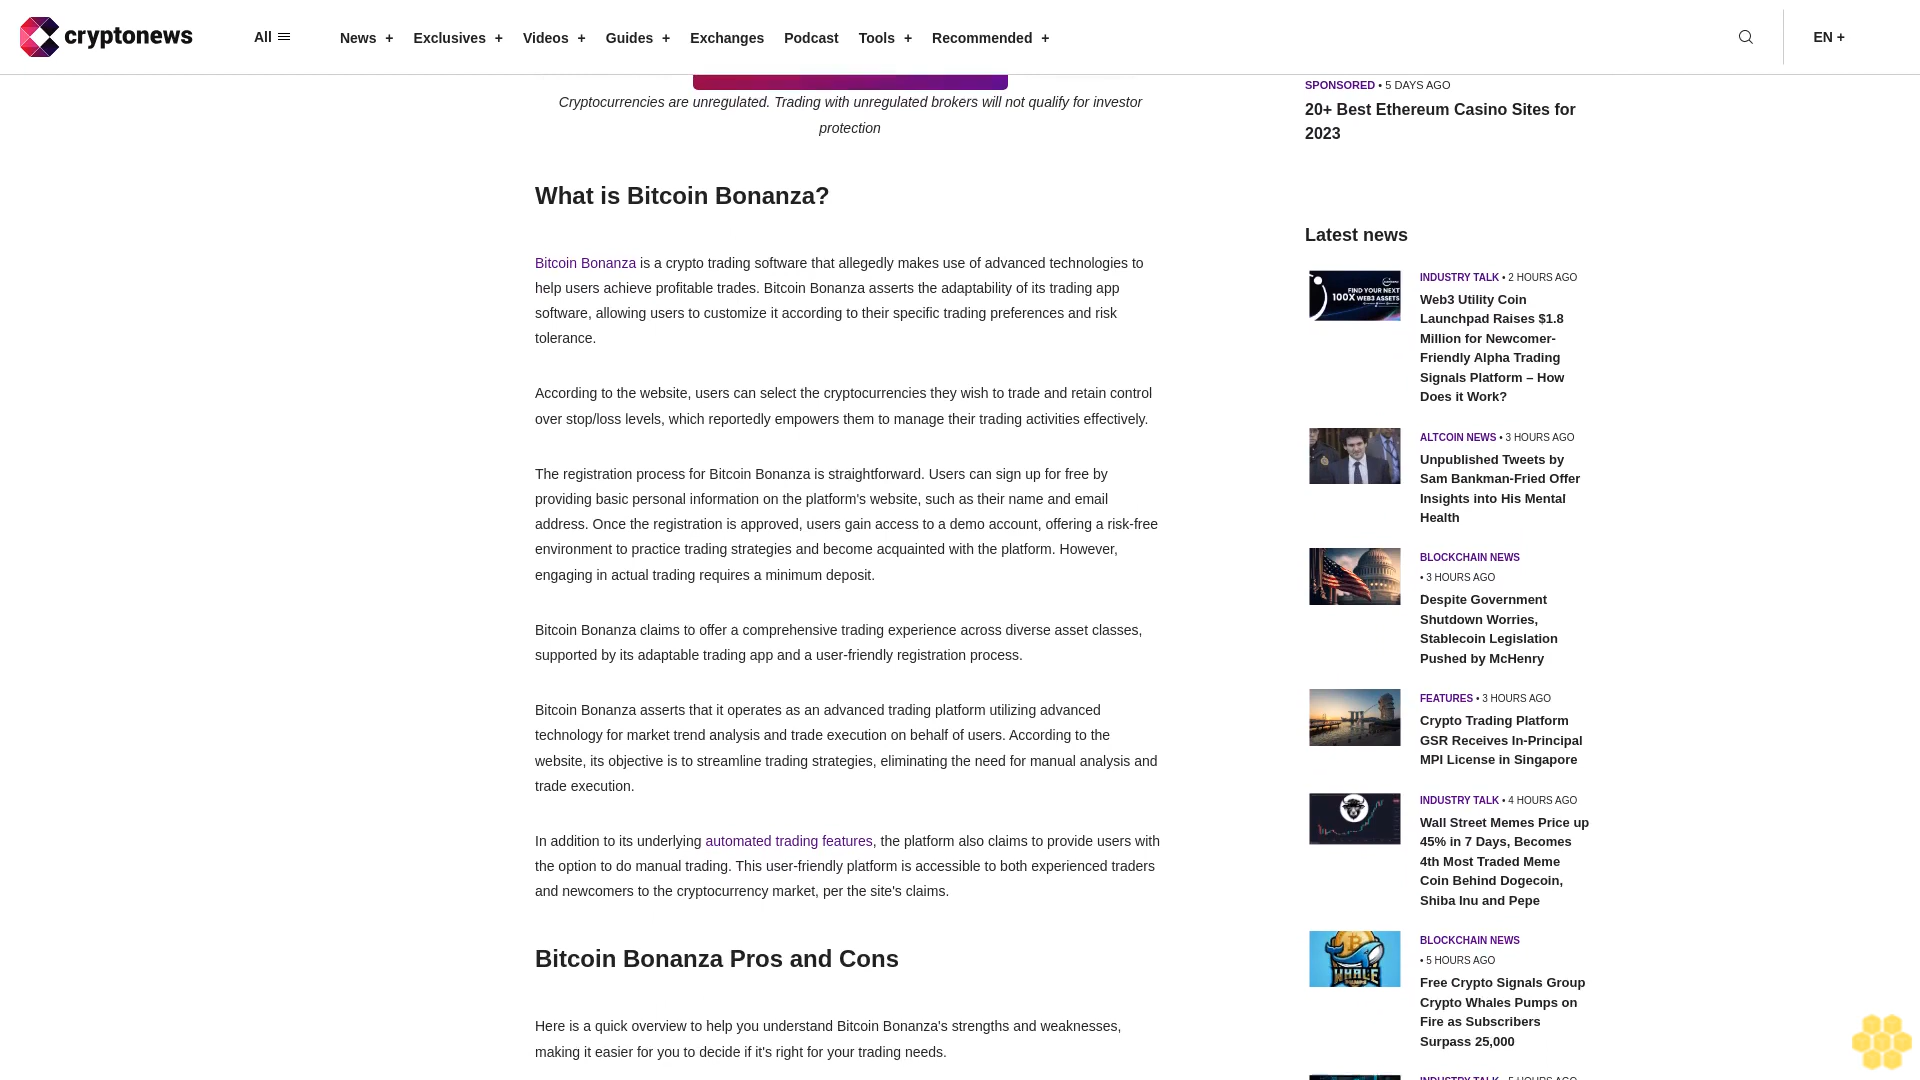 cryptonews
All
News +
Exclusives +
Videos +
Guides +
Exchanges
Podcast
Tools +
Recommended +
EN +
Cryptocurrencies are unregulated. Trading with unregulated brokers will not qualify for investor
protection
What is Bitcoin Bonanza?
Bitcoin Bonanza is a crypto trading software that allegedly makes use of advanced technologies to
help users achieve profitable trades. Bitcoin Bonanza asserts the adaptability of its trading app
software, allowing users to customize it according to their specific trading preferences and risk
tolerance.
According to the website, users can select the cryptocurrencies they wish to trade and retain control
over stop/loss levels, which reportedly empowers them to manage their trading activities effectively.
The registration process for Bitcoin Bonanza is straightforward. Users can sign up for free by
providing basic personal information on the platform's website, such as their name and email
address. Once the registration is approved, users gain access to a demo account, offering a risk-free
environment to practice trading strategies and become acquainted with the platform. However,
engaging in actual trading requires a minimum deposit.
Bitcoin Bonanza claims to offer a comprehensive trading experience across diverse asset classes,
supported by its adaptable trading app and a user-friendly registration process.
Bitcoin Bonanza asserts that it operates as an advanced trading platform utilizing advanced
technology for market trend analysis and trade execution on behalf of users. According to the
website, its objective is to streamline trading strategies, eliminating the need for manual analysis and
trade execution.
In addition to its underlying automated trading features, the platform also claims to provide users with
the option to do manual trading. This user-friendly platform is accessible to both experienced traders
and newcomers to the cryptocurrency market, per the site's claims.
Bitcoin Bonanza Pros and Cons
Here is a quick overview to help you understand Bitcoin Bonanza's strengths and weaknesses,
making it easier for you to decide if it's right for your trading needs.
SPONSORED • 5 DAYS AGO
20+ Best Ethereum Casino Sites for
2023
Latest news
FIND YOUR NEXT
100X WEB3 ASSETS
INDUSTRY TALK • 2 HOURS AGO
Web3 Utility Coin
Launchpad Raises $1.8
Million for Newcomer-
Friendly Alpha Trading
Signals Platform – How
Does it Work?
ALTCOIN NEWS • 3 HOURS AGO
Unpublished Tweets by
Sam Bankman-Fried Offer
Insights into His Mental
Health
BLOCKCHAIN NEWS
• 3 HOURS AGO
Despite Government
Shutdown Worries,
Stablecoin Legislation
Pushed by McHenry
FEATURES • 3 HOURS AGO
Crypto Trading Platform
GSR Receives In-Principal
MPI License in Singapore
INDUSTRY TALK • 4 HOURS AGO
Wall Street Memes Price up
45% in 7 Days, Becomes
4th Most Traded Meme
Coin Behind Dogecoin,
Shiba Inu and Pepe
WHALE
PUMPS
BLOCKCHAIN NEWS
• 5 HOURS AGO
Free Crypto Signals Group
Crypto Whales Pumps on
Fire as Subscribers
Surpass 25,000
INDUSTRY TALK • 5 HOURS AGO